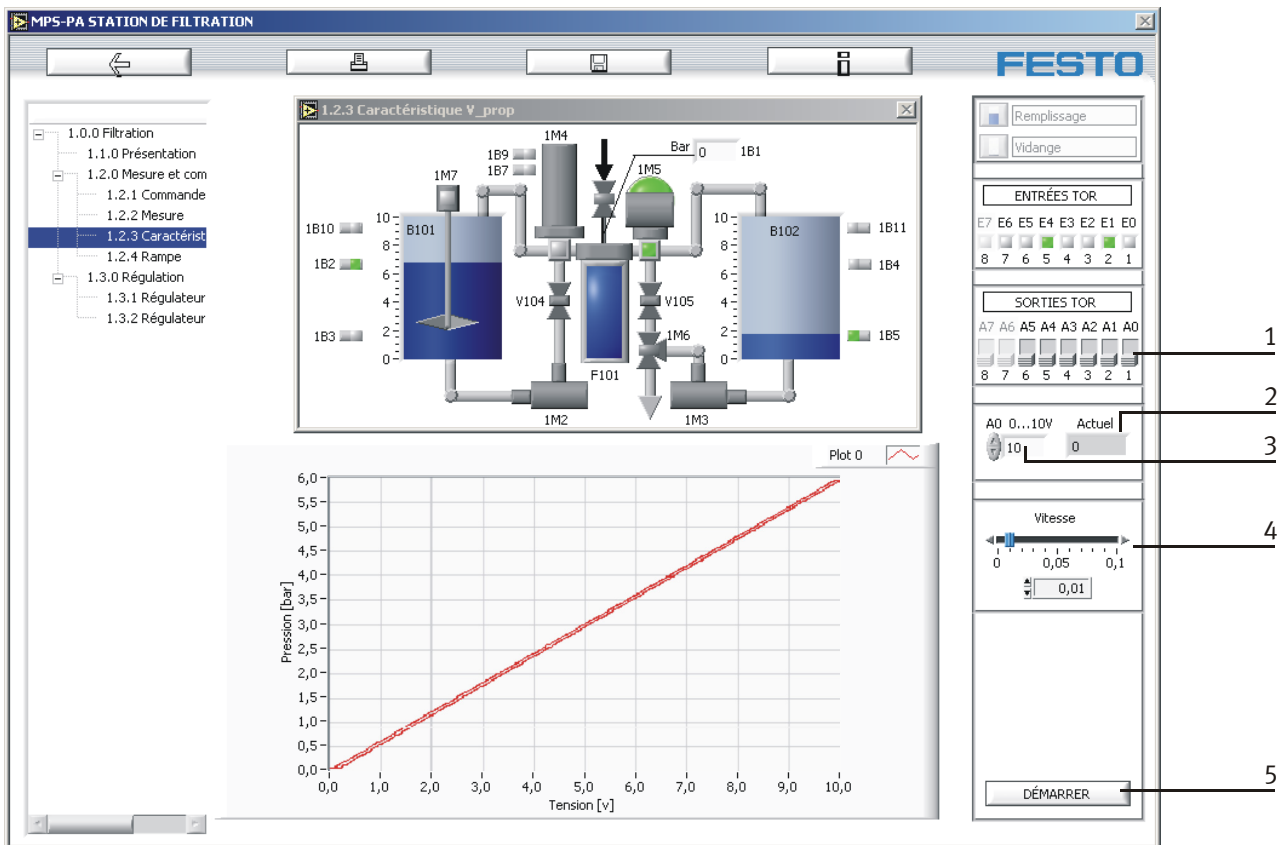 MPS-PA STATION DE FILTRATION
FESTO
1.0.0 Filtration
1.1.0 Présentation
1.2.0 Mesure et com
1.2.1 Commande
1.2.2 Mesure
1.2.3 Caractérist
1.2.4 Rampe
1.3.0 Régulation
1.3.1 Régulateur
1.3.2 Régulateur
1.2.3 Caractéristique V_prop
1M4
Bar 0 1B1
1B9
1B7
1M7
1M5
1B10
B101
B102
1B11
10
8
6
4
2
0
10
8
6
4
2
0
1B2
1B4
V104
V105
1B3
1M6
1B5
F101
1M2
1M3
Plot 0
6,0
5,5
5,0
4,5
4,0
3,5
3,0
2,5
2,0
1,5
1,0
0,5
0,0
Pression [bar]
0,0 1,0 2,0 3,0 4,0 5,0 6,0 7,0 8,0 9,0 10,0
Tension [v]
Remplissage
Vidange
ENTRÉES TOR
E7 E6 E5 E4 E3 E2 E1 E0
8 7 6 5 4 3 2 1
SORTIES TOR
A7 A6 A5 A4 A3 A2 A1 A0
8 7 6 5 4 3 2 1
A0 0...10V Actuel
10 0
Vitesse
0 0,05 0,1
0,01
DÉMARRER
1
2
3
4
5